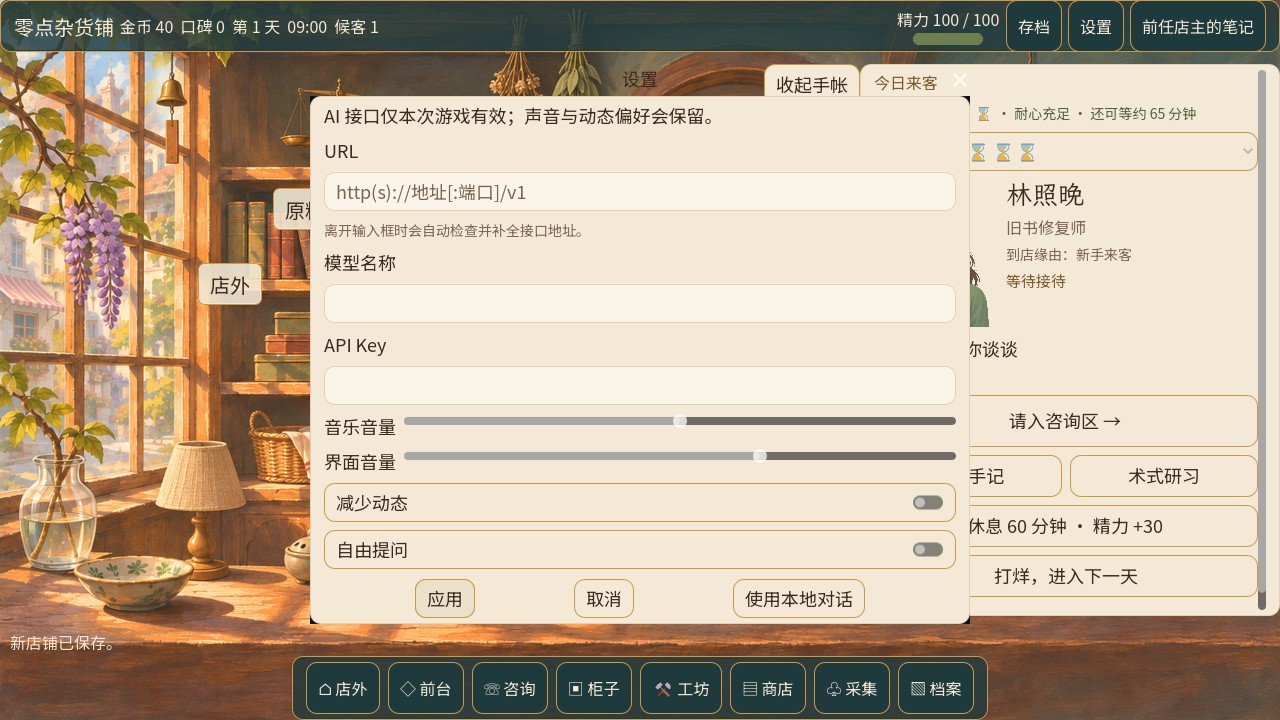 零点杂货铺 金币 40 口碑 0 第 1 天 09:00 候客 1
精力 100 / 100
存档
设置
前任店主的笔记
设置
收起手帐
今日来客
AI 接口仅本次游戏有效；声音与动态偏好会保留。
URL
http(s)://地址[:端口]/v1
离开输入框时会自动检查并补全接口地址。
模型名称
API Key
音乐音量
界面音量
减少动态
自由提问
应用
取消
使用本地对话
⏳ · 耐心充足 · 还可等约 65 分钟
⏳ ⏳ ⏳
林照晚
旧书修复师
到店缘由：新手来客
等待接待
你谈谈
请入咨询区 →
手记
术式研习
休息 60 分钟 · 精力 +30
打烊，进入下一天
店外
新店铺已保存。
店外
前台
咨询
柜子
工坊
商店
采集
档案